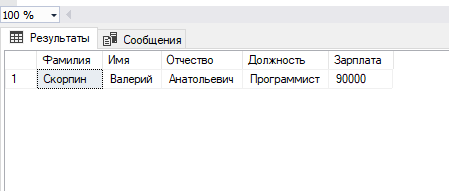 100 %
Результаты Сообщения
Фамилия Имя Отчество Должность Зарплата
1 Скорпин Валерий Анатольевич Программист 90000